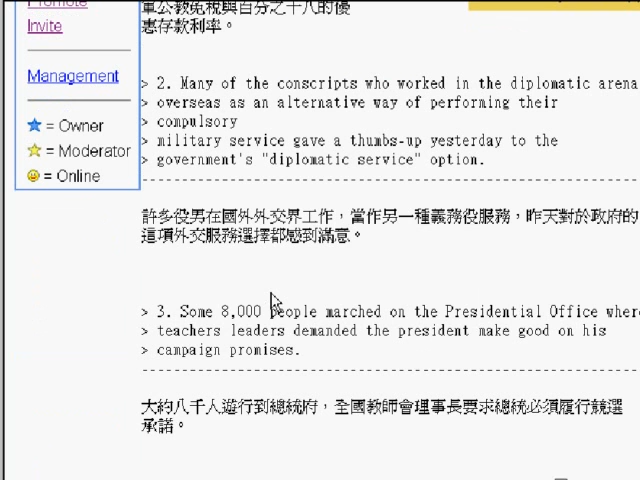 Promote
軍公教免稅與百分之十八的優
惠存款利率。
Invite
Management
= Owner
= Moderator
= Online
> 2. Many of the conscripts who worked in the diplomatic arena
> overseas as an alternative way of performing their
> compulsory
> military service gave a thumbs-up yesterday to the
> government's "diplomatic service" option.
許多役男在國外外交界工作，當作另一種義務役服務，昨天對於政府的
這項外交服務選擇都感到滿意。
> 3. Some 8,000 people marched on the Presidential Office where
> teachers leaders demanded the president make good on his
> campaign promises.
大約八千人遊行到總統府，全國教師會理事長要求總統必須履行競選
承諾。